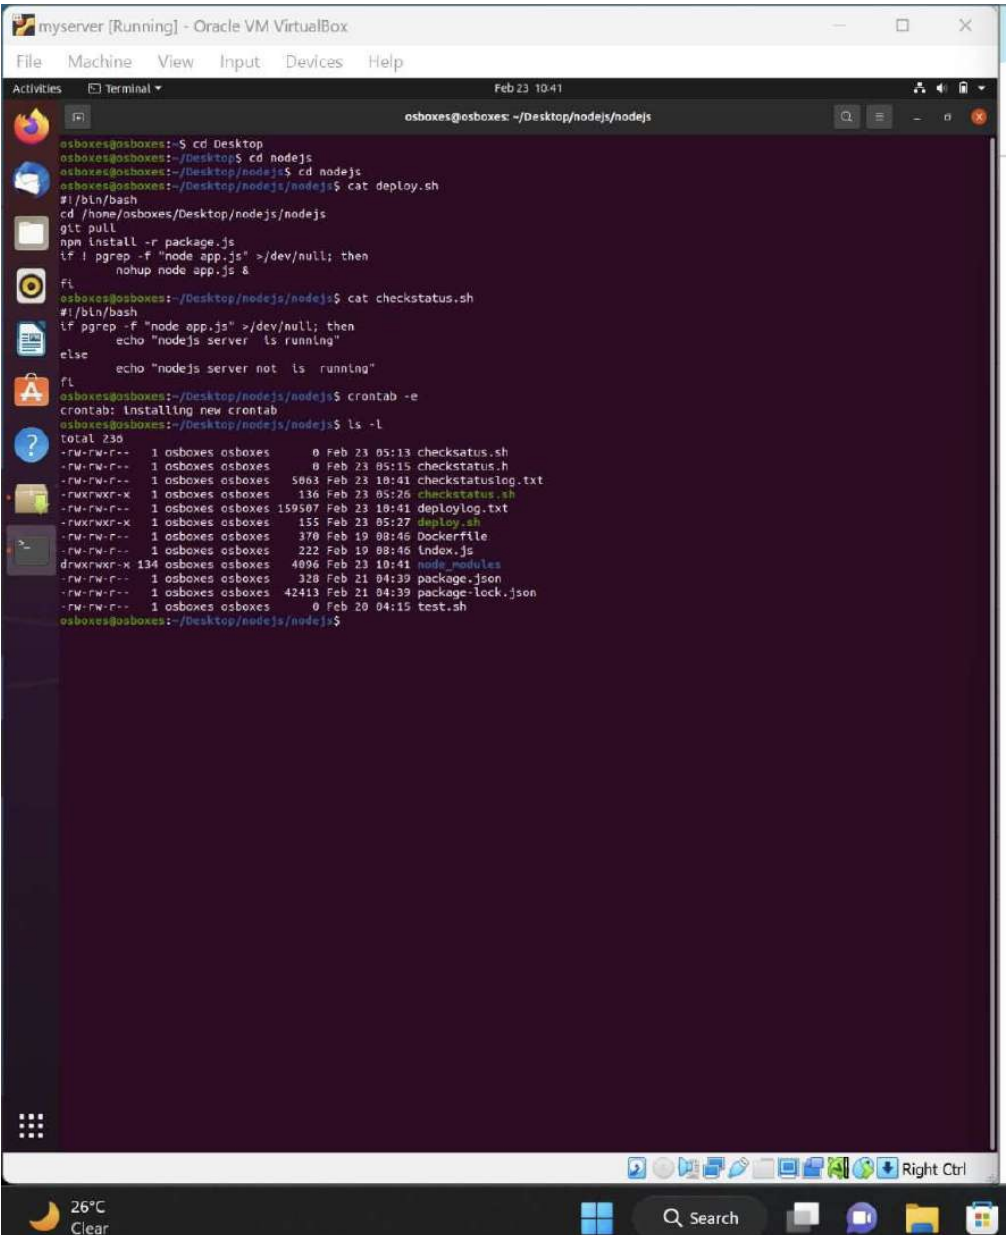 myserver [Running] - Oracle VM VirtualBox
File Machine View Input Devices Help
Activities Terminal Feb 23 10:41
osboxes@osboxes: ~/Desktop/nodejs/nodejs
osboxes@osboxes:~$ cd Desktop
osboxes@osboxes:~/Desktop$ cd nodejs
osboxes@osboxes:~/Desktop/nodejs$ cd nodejs
osboxes@osboxes:~/Desktop/nodejs/nodejs$ cat deploy.sh
#!/bin/bash
cd /home/osboxes/Desktop/nodejs/nodejs
git pull
npm install -r package.js
if ! pgrep -f "node app.js" >/dev/null; then
nohup node app.js &
fi
osboxes@osboxes:~/Desktop/nodejs/nodejs$ cat checkstatus.sh
#!/bin/bash
if pgrep -f "node app.js" >/dev/null; then
echo "nodejs server is running"
else
echo "nodejs server not is running"
fi
osboxes@osboxes:~/Desktop/nodejs/nodejs$ crontab -e
crontab: installing new crontab
osboxes@osboxes:~/Desktop/nodejs/nodejs$ ls -l
total 236
-rw-rw-r-- 1 osboxes osboxes 0 Feb 23 05:13 checksatus.sh
-rw-rw-r-- 1 osboxes osboxes 0 Feb 23 05:15 checkstatus.h
-rw-rw-r-- 1 osboxes osboxes 5063 Feb 23 10:41 checkstatuslog.txt
-rwxrwxr-x 1 osboxes osboxes 136 Feb 23 05:26 checkstatus.sh
-rw-rw-r-- 1 osboxes osboxes 159507 Feb 23 10:41 deploylog.txt
-rwxrwxr-x 1 osboxes osboxes 155 Feb 23 05:27 deploy.sh
-rw-rw-r-- 1 osboxes osboxes 370 Feb 19 08:46 Dockerfile
-rw-rw-r-- 1 osboxes osboxes 222 Feb 19 08:46 index.js
drwxrwxr-x 134 osboxes osboxes 4096 Feb 23 10:41 node_modules
-rw-rw-r-- 1 osboxes osboxes 328 Feb 21 04:39 package.json
-rw-rw-r-- 1 osboxes osboxes 42413 Feb 21 04:39 package-lock.json
-rw-rw-r-- 1 osboxes osboxes 0 Feb 20 04:15 test.sh
osboxes@osboxes:~/Desktop/nodejs/nodejs$
Right Ctrl
26°C
Clear
Search